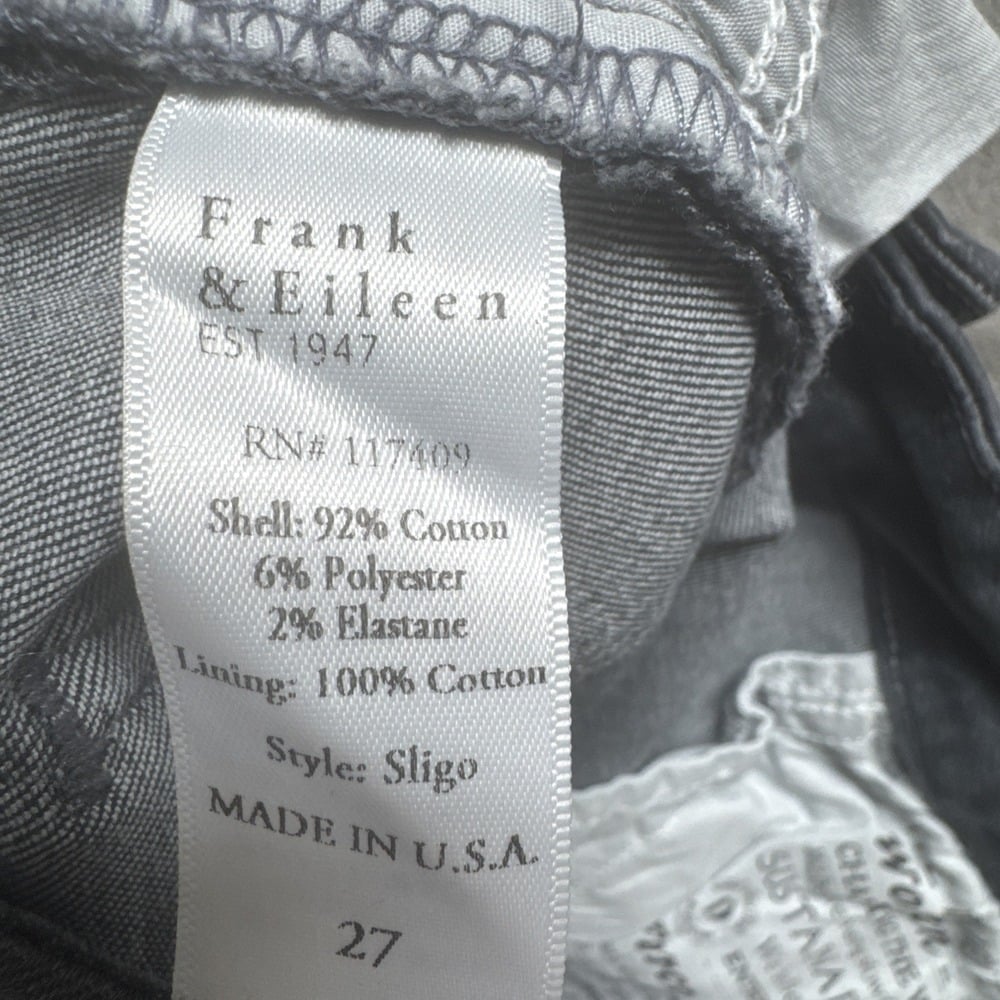 Frank
& Eileen
EST 1947
RN# 117409
Shell: 92% Cotton
6% Polyester
2% Elastane
Lining: 100% Cotton
Style: Sligo
MADE IN U.S.A.
27